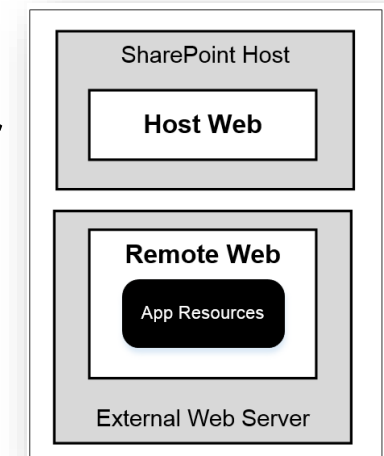 SharePoint Host
Host Web
Remote Web
App Resources
External Web Server